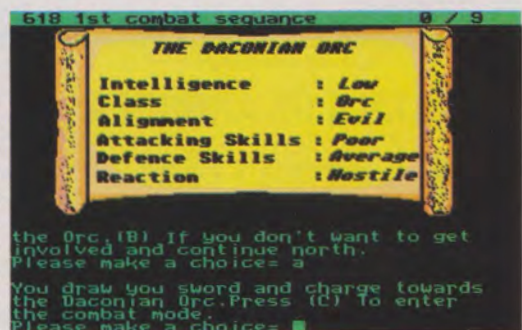 618 1st combat sequance 0 / 9
THE DACONIAN ORC
Intelligence : Low
Class : Orc
Alignment : Evil
Attacking Skills : Poor
Defence Skills : Average
Reaction : Hostile
the Orc.(B) If you don't want to get
involved and continue north.
Please make a choice= a
You draw you sword and charge towards
the Daconian Orc.Press (C) To enter
the combat mode.
Please make a choice=